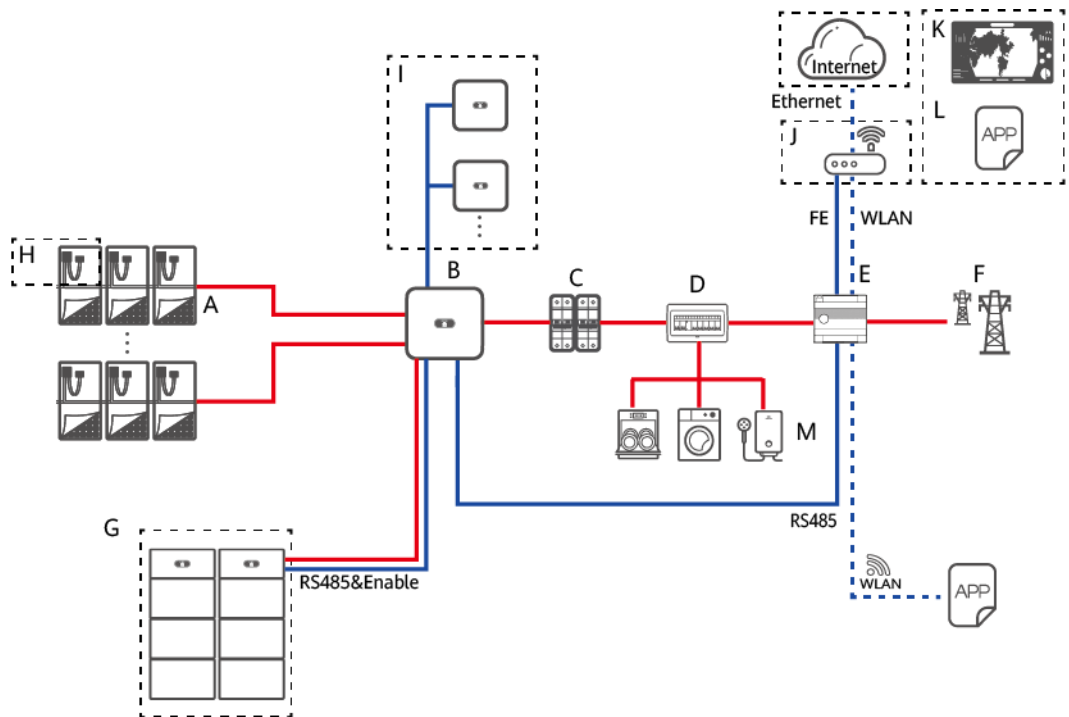 I
Internet
K
Ethernet
L
APP
J
FE
WLAN
H
A
B
C
D
E
F
M
RS485
G
RS485&Enable
WLAN
APP